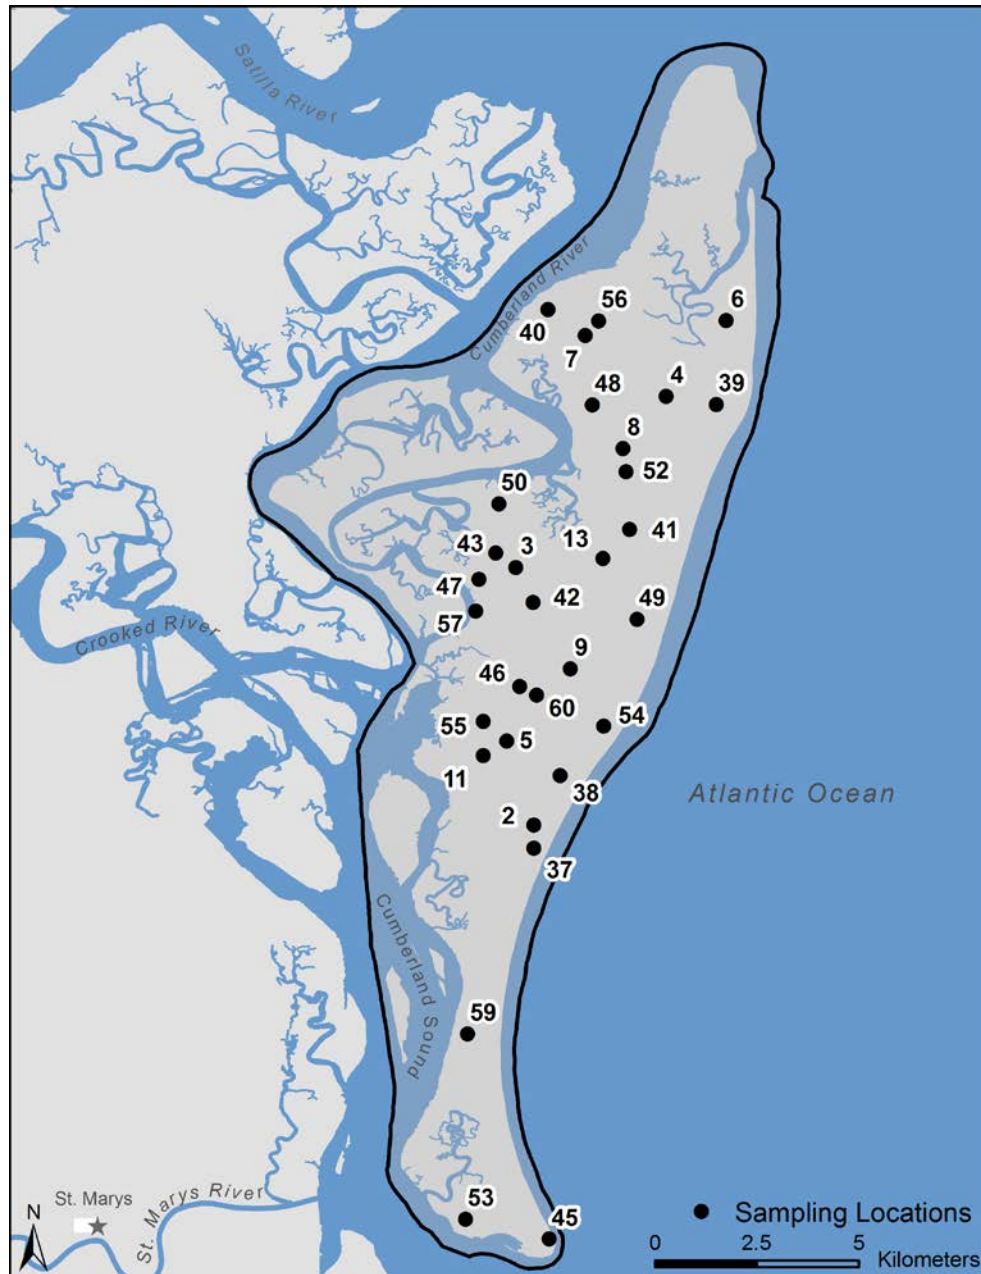 Satilla River
Cumberland River
56
6
40
7
4
39
48
8
52
50
41
13
43
3
47
42
49
57
Crooked River
9
46
60
54
55
5
11
38
Atlantic Ocean
2
37
Cumberland Sound
59
St. Marys
St. Marys River
53
45
N
Sampling Locations
0 2.5 5
Kilometers